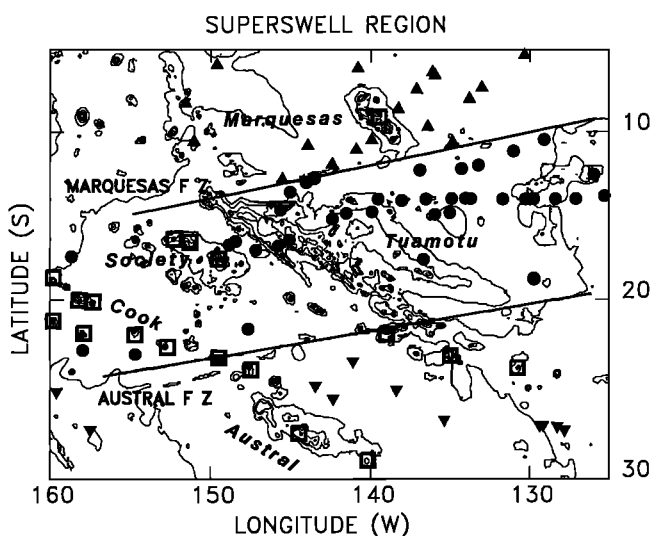 SUPERSWELL REGION
Marquesas
10
MARQUESAS F Z
Tuamotu
Society
LATITUDE (S)
20
Cook
AUSTRAL F Z
Austral
30
160 150 140 130
LONGITUDE (W)